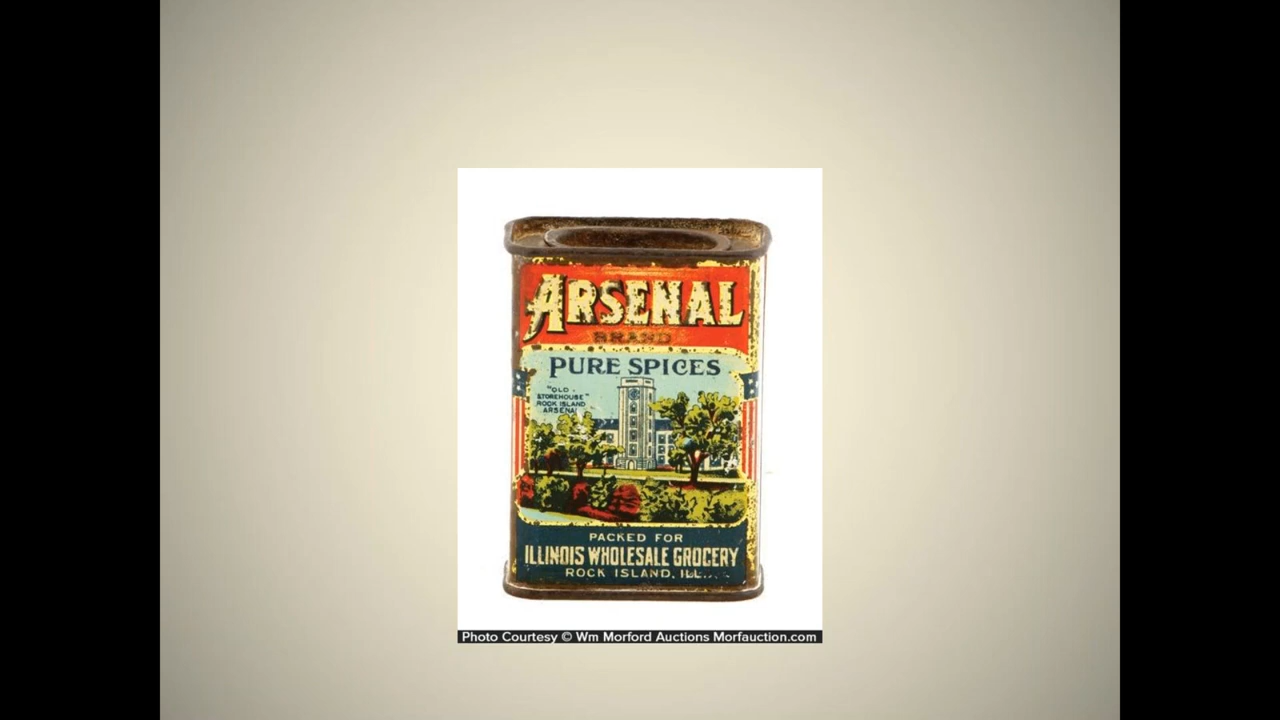 ARSENAL
BRAND
PURE SPICES
"OLD
STOREHOUSE"
ROCK ISLAND
ARSENAL
PACKED FOR
ILLINOIS WHOLESALE GROCERY
ROCK ISLAND, ILL.
Photo Courtesy © Wm Morford Auctions Morfauction.com